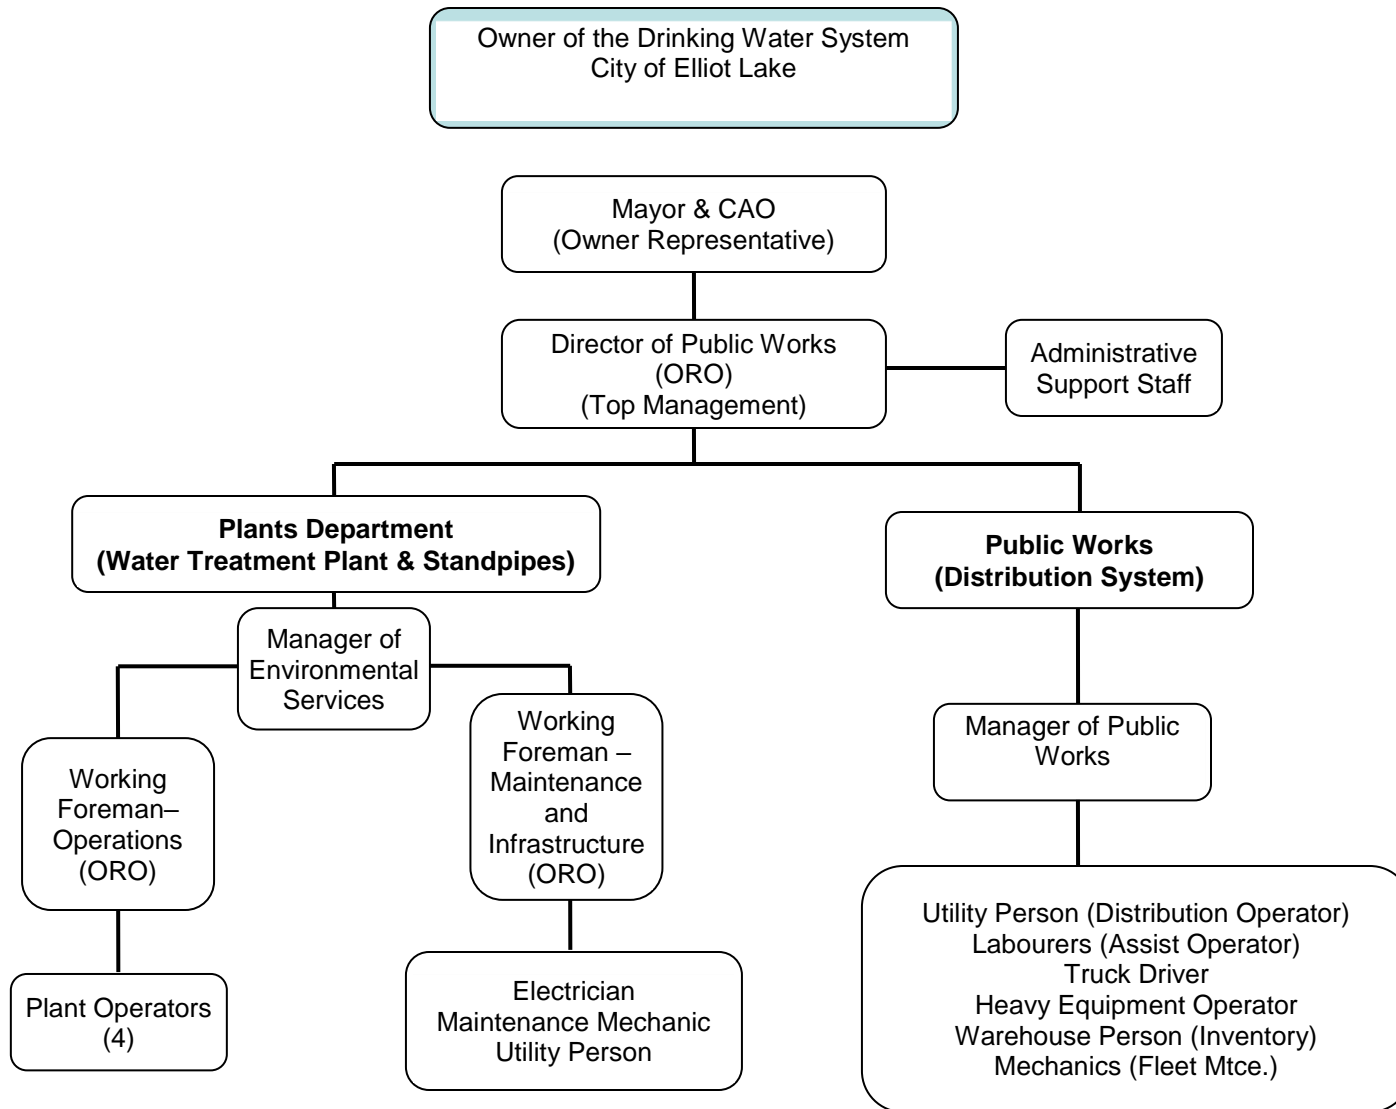 Owner of the Drinking Water System
City of Elliot Lake
Mayor & CAO
(Owner Representative)
Director of Public Works
(ORO)
(Top Management)
Administrative
Support Staff
Plants Department
(Water Treatment Plant & Standpipes)
Public Works
(Distribution System)
Manager of
Environmental
Services
Working
Foreman –
Maintenance
and
Infrastructure
(ORO)
Manager of Public
Works
Working
Foreman–
Operations
(ORO)
Plant Operators
(4)
Electrician
Maintenance Mechanic
Utility Person
Utility Person (Distribution Operator)
Labourers (Assist Operator)
Truck Driver
Heavy Equipment Operator
Warehouse Person (Inventory)
Mechanics (Fleet Mtce.)